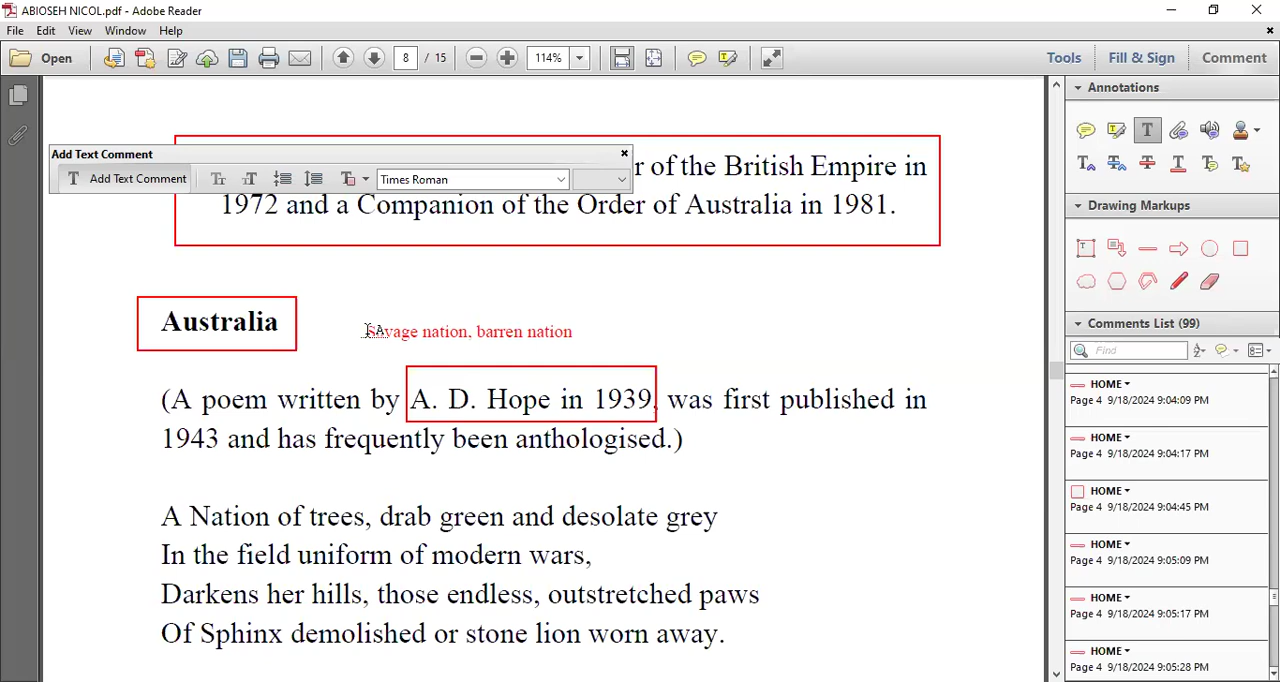 ABIOSEH NICOL.pdf - Adobe Reader
File Edit View Window Help
Open 8 / 15 114% Tools Fill & Sign Comment
Annotations
Add Text Comment
T Add Text Comment Times Roman
r of the British Empire in
1972 and a Companion of the Order of Australia in 1981.
Drawing Markups
Australia
Savage nation, barren nation
(A poem written by A. D. Hope in 1939, was first published in
1943 and has frequently been anthologised.)
A Nation of trees, drab green and desolate grey
In the field uniform of modern wars,
Darkens her hills, those endless, outstretched paws
Of Sphinx demolished or stone lion worn away.
Comments List (99)
Find
HOME
Page 4 9/18/2024 9:04:09 PM
HOME
Page 4 9/18/2024 9:04:17 PM
HOME
Page 4 9/18/2024 9:04:45 PM
HOME
Page 4 9/18/2024 9:05:09 PM
HOME
Page 4 9/18/2024 9:05:17 PM
HOME
Page 4 9/18/2024 9:05:28 PM